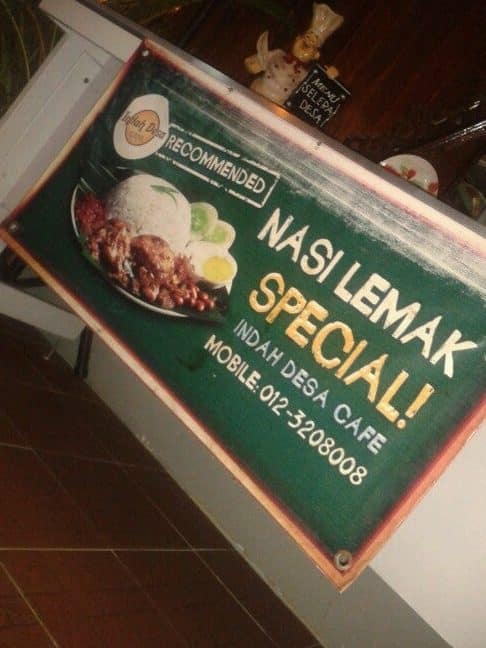 MENU
SELERA
DESA
Indah Desa
RECOMMENDED
NASI LEMAK
SPECIAL!
INDAH DESA CAFE
MOBILE: 012-3208008